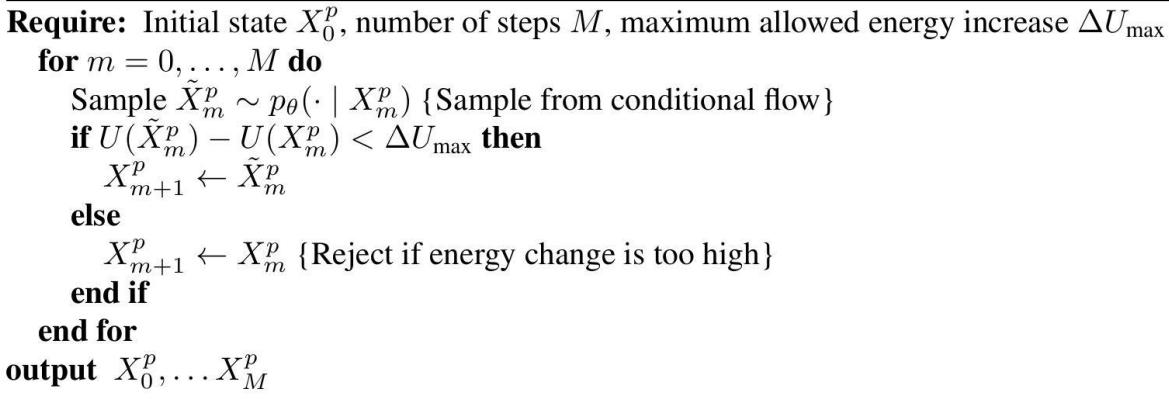 Require: Initial state $X_0^p$, number of steps $M$, maximum allowed energy increase $\Delta U_{\text{max}}$
for $m = 0, \ldots, M$ do
Sample $\tilde{X}_m^p \sim p_\theta(\cdot \mid X_m^p)$ {Sample from conditional flow}
if $U(\tilde{X}_m^p) - U(X_m^p) < \Delta U_{\text{max}}$ then
$X_{m+1}^p \leftarrow \tilde{X}_m^p$
else
$X_{m+1}^p \leftarrow X_m^p$ {Reject if energy change is too high}
end if
end for
output $X_0^p, \ldots X_M^p$